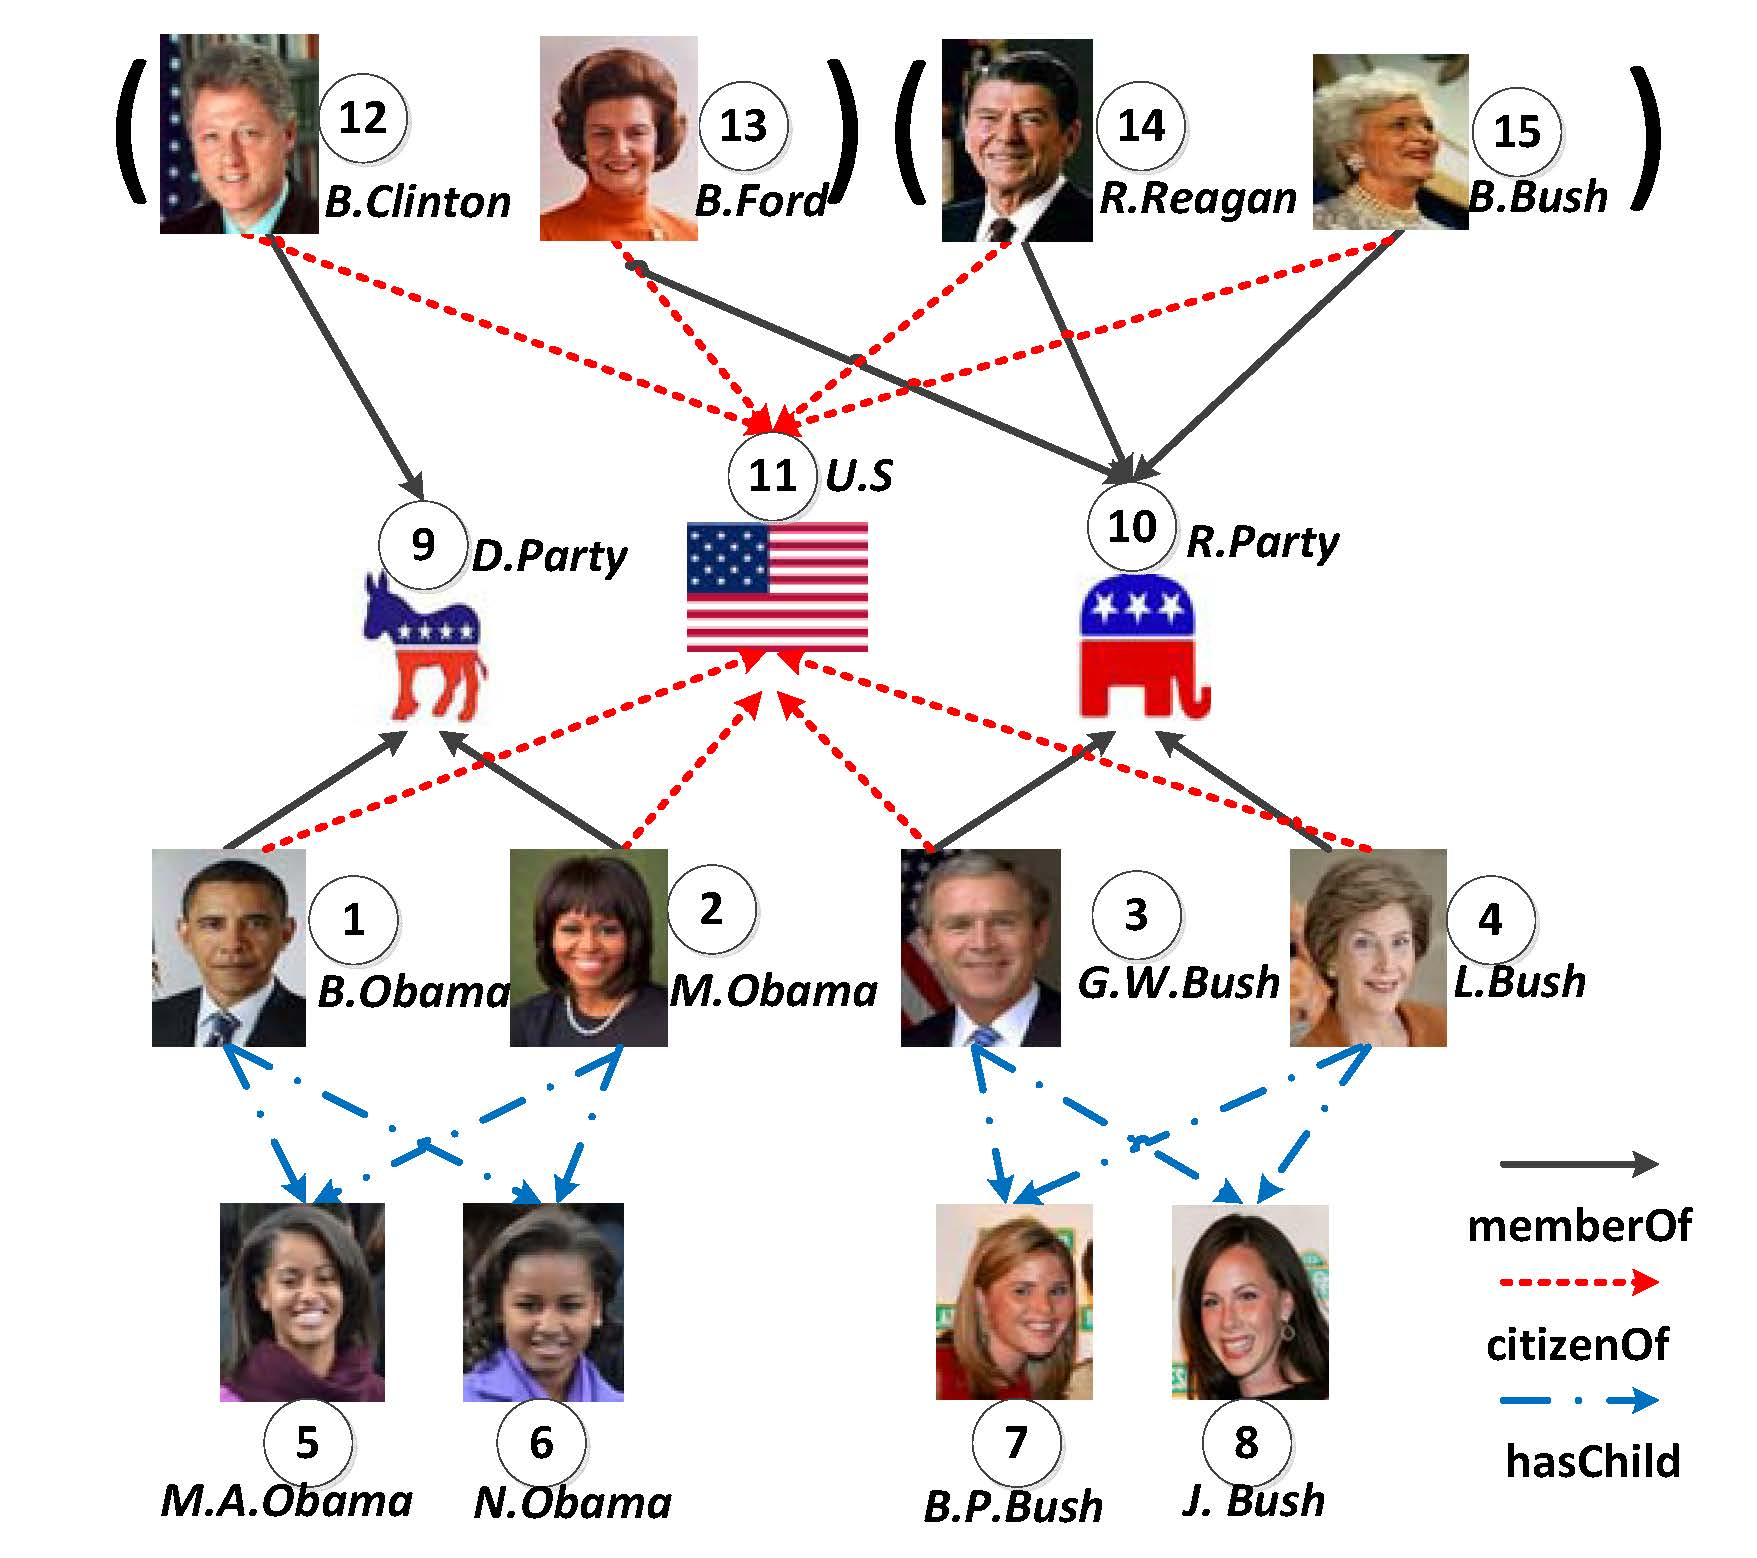 (
12
B.Clinton
13
B.Ford
)
(
14
R.Reagan
15
B.Bush
)
11
U.S
9
D.Party
10
R.Party
1
B.Obama
2
M.Obama
3
G.W.Bush
4
L.Bush
5
M.A.Obama
6
N.Obama
7
B.P.Bush
8
J. Bush
memberOf
citizenOf
hasChild